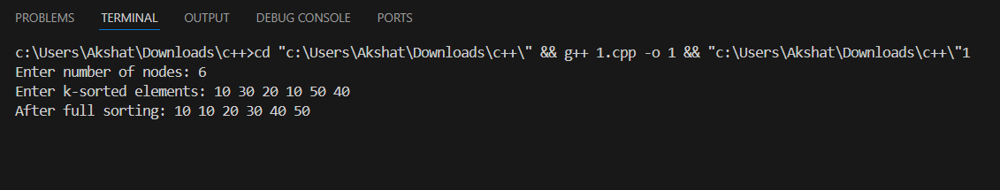 PROBLEMS TERMINAL OUTPUT DEBUG CONSOLE PORTS
c:\Users\Akshat\Downloads\c++>cd "c:\Users\Akshat\Downloads\c++\" && g++ 1.cpp -o 1 && "c:\Users\Akshat\Downloads\c++\"1
Enter number of nodes: 6
Enter k-sorted elements: 10 30 20 10 50 40
After full sorting: 10 10 20 30 40 50